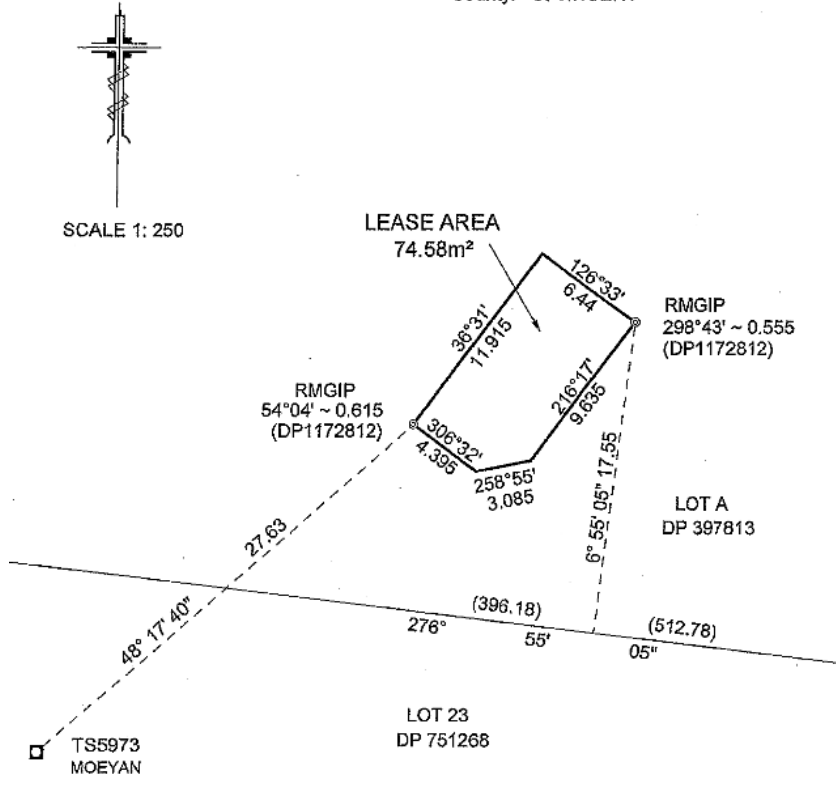 SCALE 1: 250
LEASE AREA
74.58m²
126°33'
6.44
RMGIP
298°43' ~ 0.555
(DP1172812)
36°31'
11.915
216°17'
9.635
RMGIP
54°04' ~ 0.615
(DP1172812)
306°32'
4.395
258°55'
3.085
6° 55' 05" 17.55
LOT A
DP 397813
27.63
48° 17' 40"
(396.18)
(512.78)
276° 55' 05"
LOT 23
DP 751268
TS5973
MOEYAN